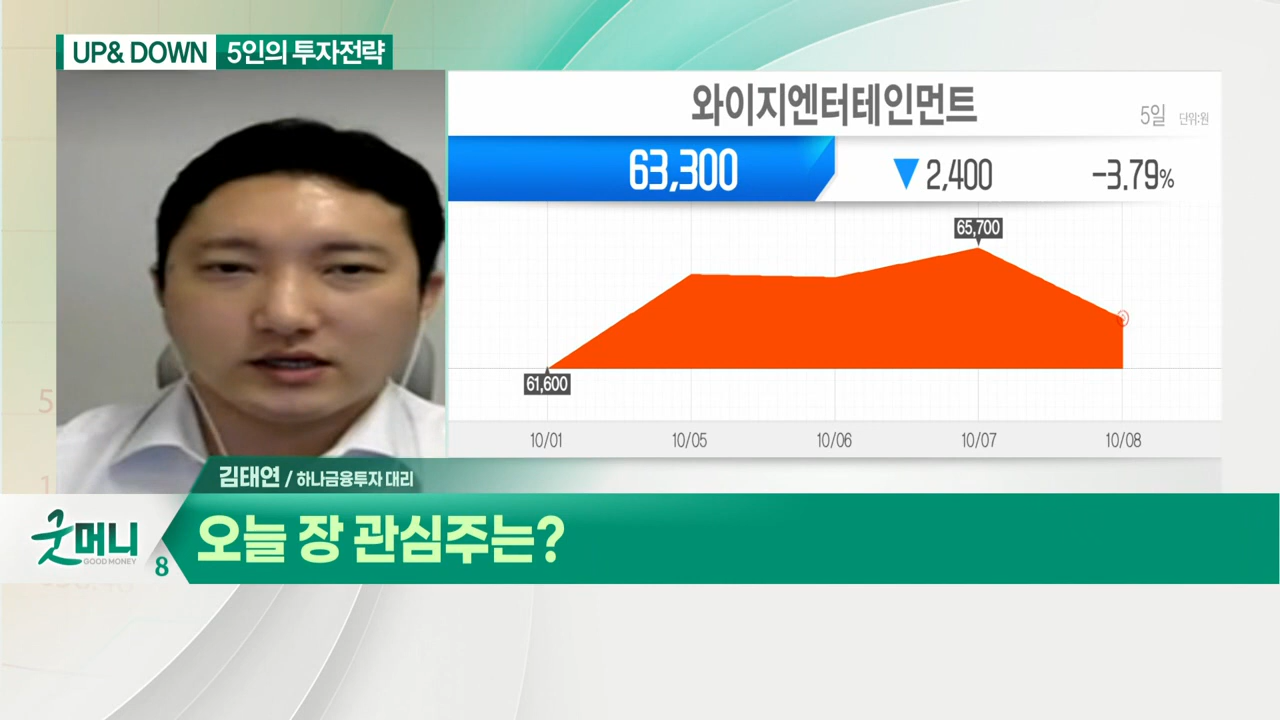 UP& DOWN 5인의 투자전략
와이지엔터테인먼트
5일 단위:원
63,300 ▼2,400 -3.79%
65,700
61,600
10/01 10/05 10/06 10/07 10/08
5
1
김태연 / 하나금융투자 대리
굿머니
GOOD MONEY
8
오늘 장 관심주는?